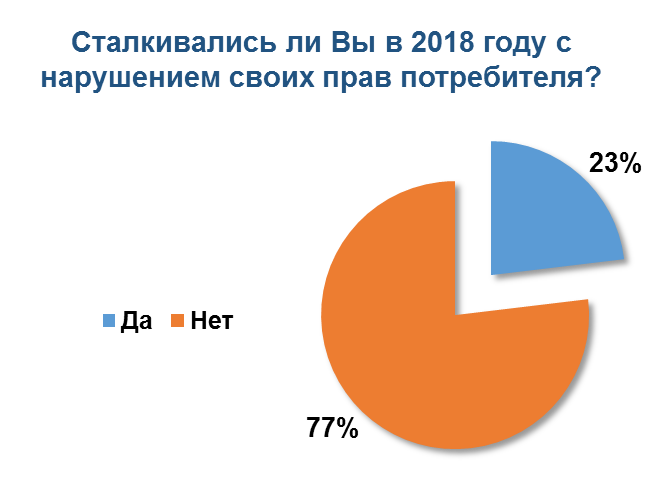 Сталкивались ли Вы в 2018 году с
нарушением своих прав потребителя?
23%
Да Нет
77%